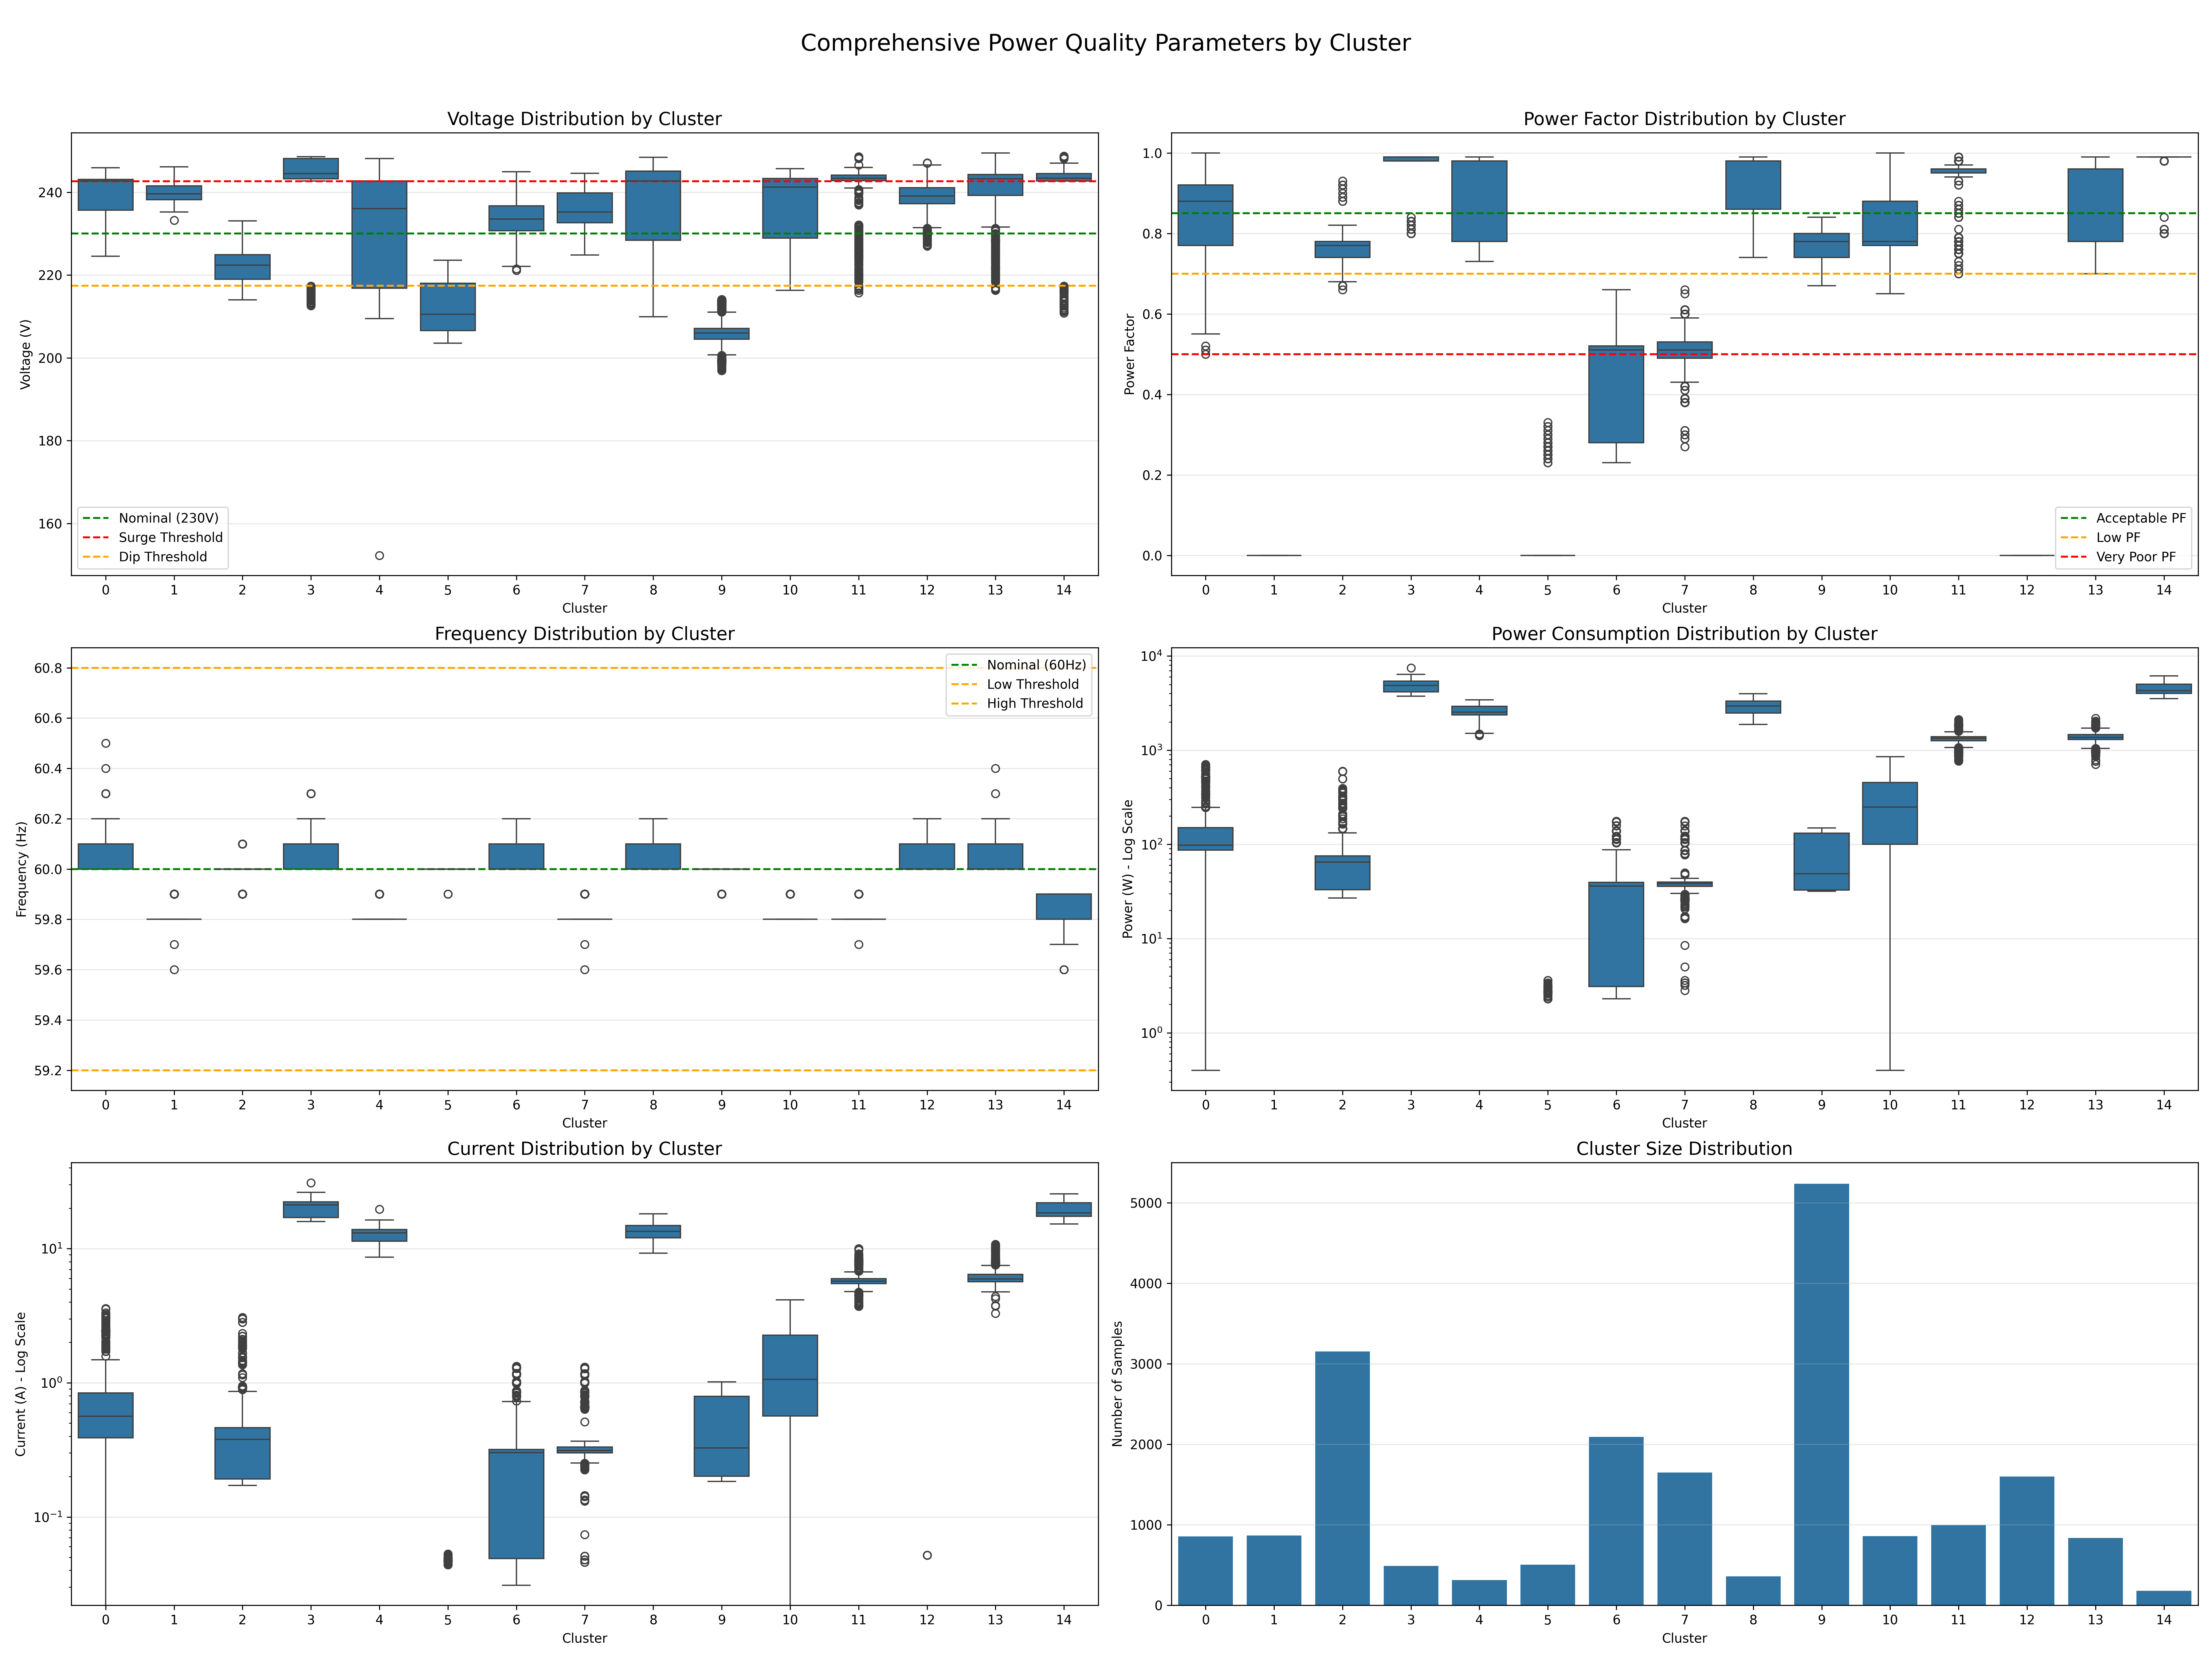 Comprehensive Power Quality Parameters by Cluster
Voltage Distribution by Cluster
Voltage (V)
240
220
200
180
160
Nominal (230V)
Surge Threshold
Dip Threshold
0 1 2 3 4 5 6 7 8 9 10 11 12 13 14
Cluster
Power Factor Distribution by Cluster
Power Factor
1.0
0.8
0.6
0.4
0.2
0.0
Acceptable PF
Low PF
Very Poor PF
0 1 2 3 4 5 6 7 8 9 10 11 12 13 14
Cluster
Frequency Distribution by Cluster
Frequency (Hz)
60.8
60.6
60.4
60.2
60.0
59.8
59.6
59.4
59.2
Nominal (60Hz)
Low Threshold
High Threshold
0 1 2 3 4 5 6 7 8 9 10 11 12 13 14
Cluster
Power Consumption Distribution by Cluster
Power (W) - Log Scale
10⁴
10³
10²
10¹
10⁰
0 1 2 3 4 5 6 7 8 9 10 11 12 13 14
Cluster
Current Distribution by Cluster
Current (A) - Log Scale
10¹
10⁰
10⁻¹
0 1 2 3 4 5 6 7 8 9 10 11 12 13 14
Cluster
Cluster Size Distribution
Number of Samples
5000
4000
3000
2000
1000
0
0 1 2 3 4 5 6 7 8 9 10 11 12 13 14
Cluster